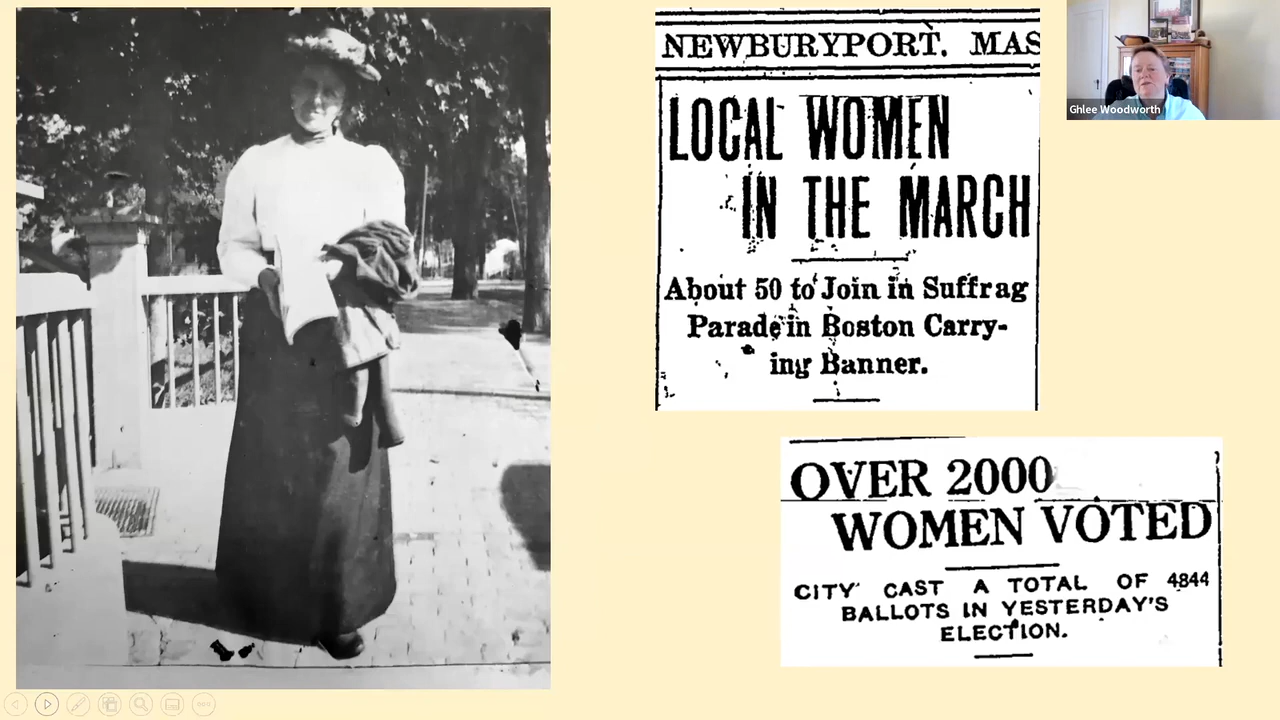 NEWBURYPORT. MAS
LOCAL WOMEN
IN THE MARCH
About 50 to Join in Suffrag
Parade in Boston Carry-
ing Banner.
OVER 2000
WOMEN VOTED
CITY CAST A TOTAL OF 4844
BALLOTS IN YESTERDAY'S
ELECTION.
Ghlee Woodworth